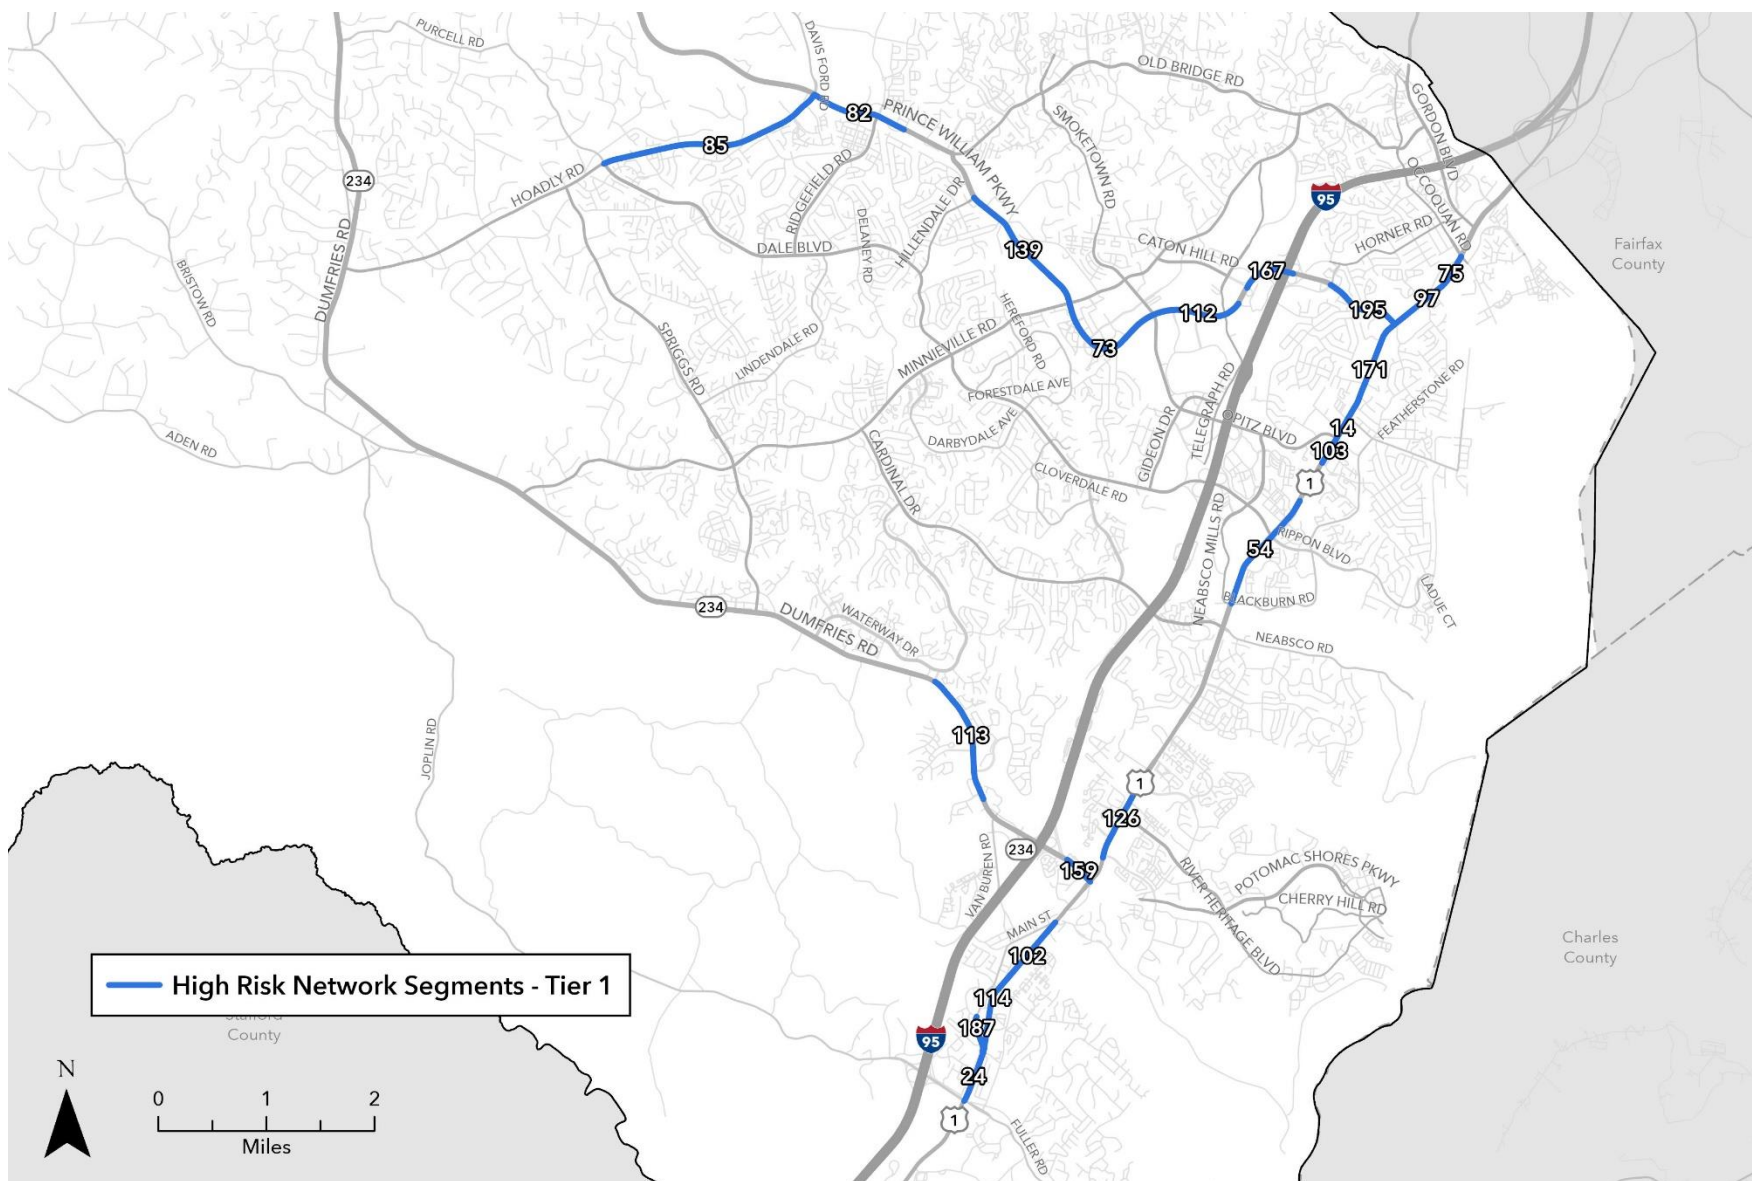 PURCELL RD
DAVIS FORD RD
OLD BRIDGE RD
PRINCE WILLIAM PKWY
82
85
SMOKETOWN RD
GORDON BLVD
OCCOQUAN RD
234
HOADLY RD
RIDGEFIELD RD
HILLENDALE DR
DELANEY RD
DALE BLVD
95
HORNER RD
Fairfax
County
139
CATON HILL RD
167
75
97
BRISTOW RD
DUMFRIES RD
112
195
HEREFORD RD
SPRIGGS RD
LINDENDALE RD
MINNIEVILLE RD
73
171
TELEGRAPH RD
FEATHERSTONE RD
FORESTDALE AVE
DARBYDALE AVE
GIDEON DR
OPITZ BLVD
14
103
ADEN RD
CARDINAL DR
CLOVERDALE RD
1
NEABSCO MILLS RD
54
RIPPON BLVD
BLACKBURN RD
LADUE CT
234
DUMFRIES RD
WATERWAY DR
NEABSCO RD
JOPLIN RD
113
1
126
234
159
VAN BUREN RD
RIVER HERITAGE BLVD
POTOMAC SHORES PKWY
CHERRY HILL RD
MAIN ST
102
Charles
County
114
187
95
24
1
FULLER RD
High Risk Network Segments - Tier 1
County
N
0 1 2
Miles